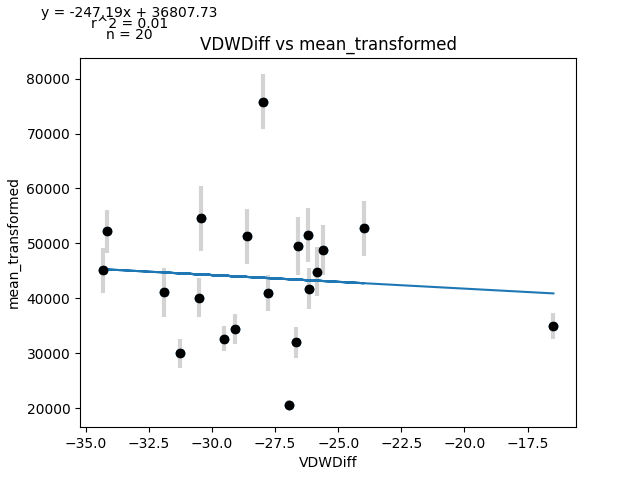 y = -247.19x + 36807.73
r^2 = 0.01
n = 20
VDWDiff vs mean_transformed
mean_transformed
80000
70000
60000
50000
40000
30000
20000
−35.0 −32.5 −30.0 −27.5 −25.0 −22.5 −20.0 −17.5
VDWDiff